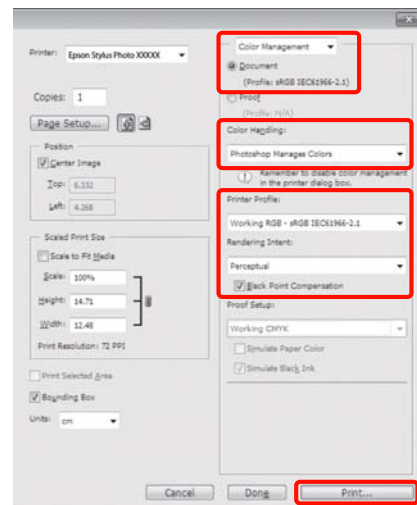 Printer: Epson Stylus Photo XXXXX
Copies: 1
Page Setup...
Position
Center Image
Top: 6.332
Left: 4.268
Scaled Print Size
Scale to Fit Media
Scale: 100%
Height: 14.71
Width: 12.48
Print Resolution: 72 PPI
Print Selected Area
Bounding Box
Units: cm
Color Management
Document
(Profile: sRGB IEC61966-2.1)
Proof
(Profile: N/A)
Color Handling:
Photoshop Manages Colors
Remember to disable color management
in the printer dialog box.
Printer Profile:
Working RGB - sRGB IEC61966-2.1
Rendering Intent:
Perceptual
Black Point Compensation
Proof Setup:
Working CMYK
Simulate Paper Color
Simulate Black Ink
Cancel
Done
Print...